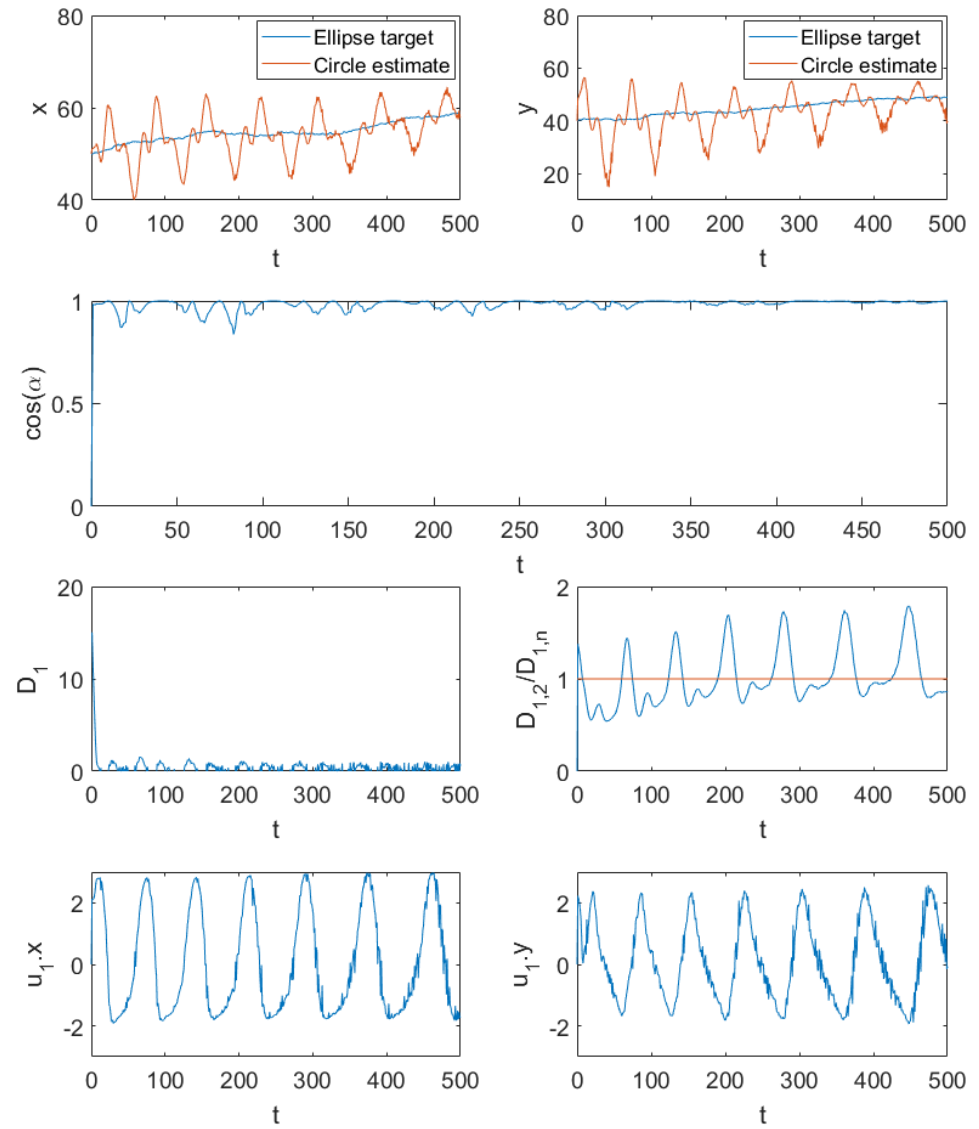 80
60
40
x
Ellipse target
Circle estimate
0 100 200 300 400 500
t
80
60
40
20
y
Ellipse target
Circle estimate
0 100 200 300 400 500
t
1
0.5
0
cos(α)
0 50 100 150 200 250 300 350 400 450 500
t
20
10
0
D₁
0 100 200 300 400 500
t
2
1
0
D₁,₂/D₁,ₙ
0 100 200 300 400 500
t
2
0
-2
u₁.x
0 100 200 300 400 500
t
2
0
-2
u₁.y
0 100 200 300 400 500
t